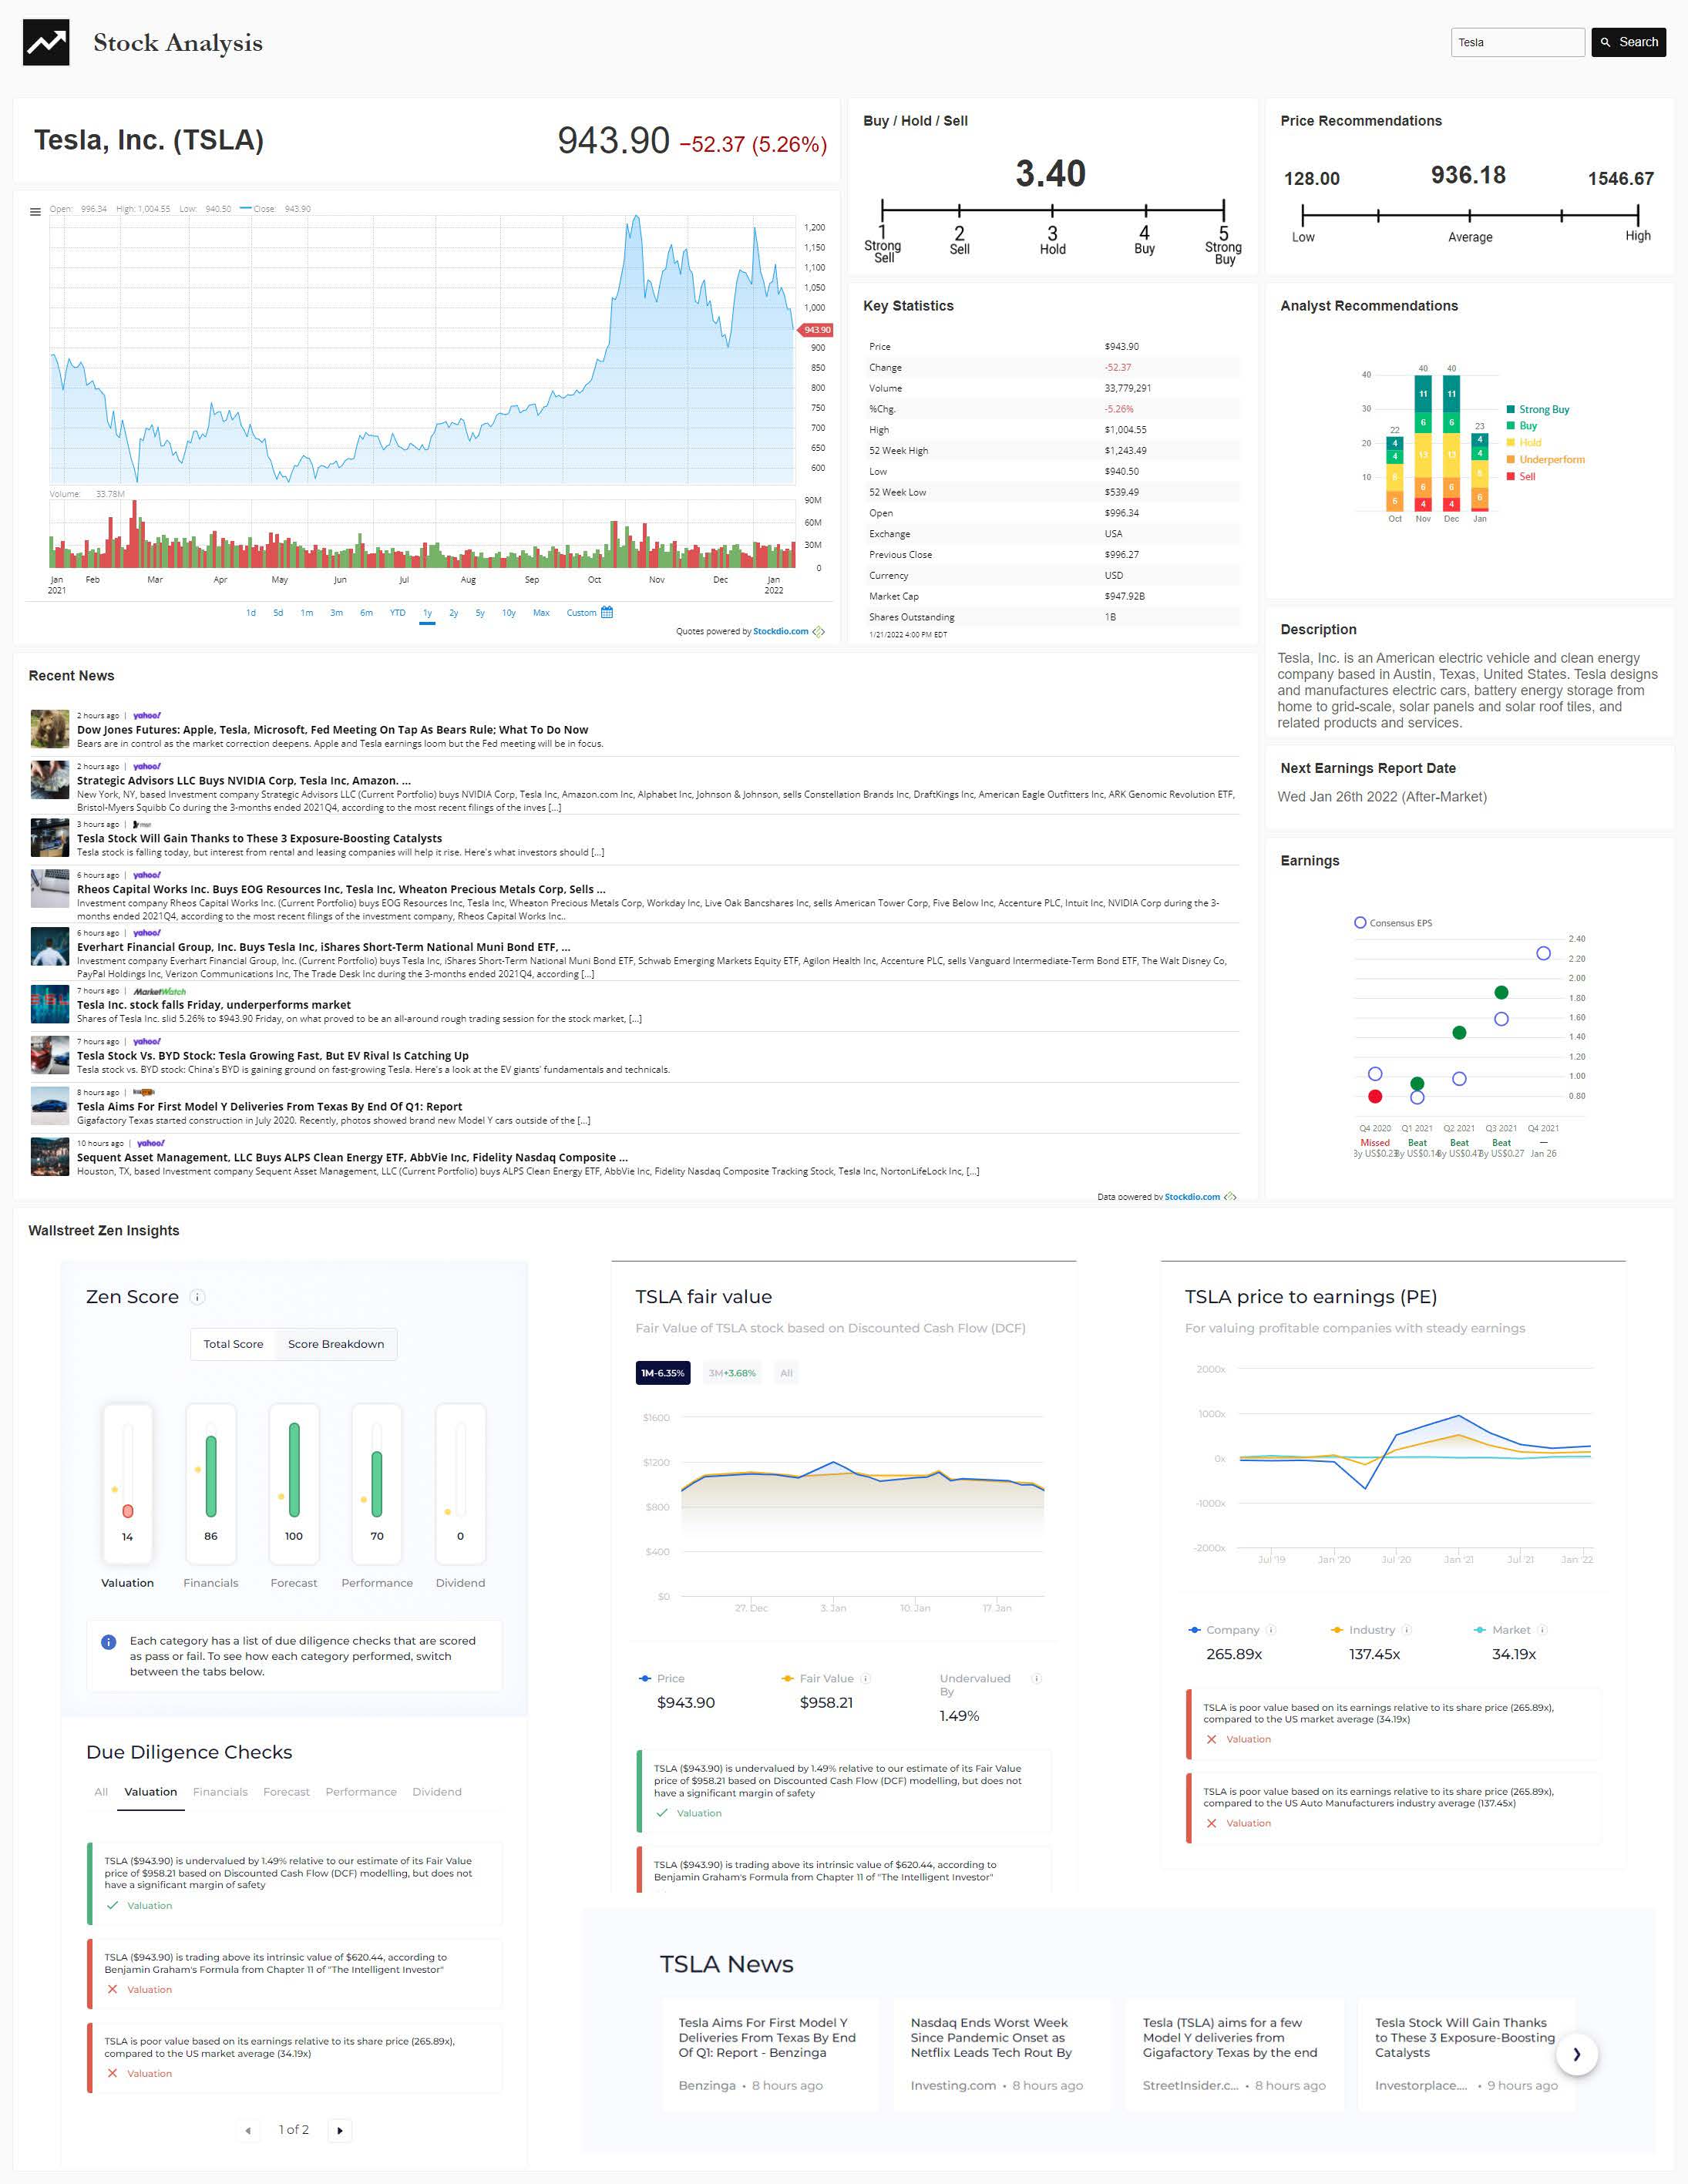 Stock Analysis
Tesla
Search
Tesla, Inc. (TSLA)
943.90 −52.37 (5.26%)
Open: 996.34 High: 1,004.55 Low: 940.50 Close: 943.90
1,200
1,150
1,100
1,050
1,000
943.90
900
850
800
750
700
650
600
Volume: 33.78M
90M
60M
30M
0
Jan Feb Mar Apr May Jun Jul Aug Sep Oct Nov Dec Jan
2021 2022
1d 5d 1m 3m 6m YTD 1y 2y 5y 10y Max Custom
Quotes powered by Stockdio.com
Buy / Hold / Sell
3.40
1 2 3 4 5
Strong Sell
Sell
Hold
Buy
Strong Buy
Price Recommendations
128.00 936.18 1546.67
Low Average High
Key Statistics
Price $943.90
Change -52.37
Volume 33,779,291
%Chg. -5.26%
High $1,004.55
52 Week High $1,243.49
Low $940.50
52 Week Low $539.49
Open $996.34
Exchange USA
Previous Close $996.27
Currency USD
Market Cap $947.92B
Shares Outstanding 1B
1/21/2022 4:00 PM EDT
Analyst Recommendations
40
30
20
10
22 40 40 23
4 11 11 4
4 6 6 4
13 13
6 6 6 6
4 4
Oct Nov Dec Jan
Strong Buy
Buy
Hold
Underperform
Sell
Description
Tesla, Inc. is an American electric vehicle and clean energy
company based in Austin, Texas, United States. Tesla designs
and manufactures electric cars, battery energy storage from
home to grid-scale, solar panels and solar roof tiles, and
related products and services.
Next Earnings Report Date
Wed Jan 26th 2022 (After-Market)
Earnings
Consensus EPS
2.40
2.20
2.00
1.80
1.60
1.40
1.20
1.00
0.80
Q4 2020 Q1 2021 Q2 2021 Q3 2021 Q4 2021
Missed Beat Beat Beat —
By US$0.23 By US$0.14 By US$0.47 By US$0.27 Jan 26
Recent News
2 hours ago | yahoo!
Dow Jones Futures: Apple, Tesla, Microsoft, Fed Meeting On Tap As Bears Rule; What To Do Now
Bears are in control as the market correction deepens. Apple and Tesla earnings loom but the Fed meeting will be in focus.
2 hours ago | yahoo!
Strategic Advisors LLC Buys NVIDIA Corp, Tesla Inc, Amazon. ...
New York, NY, based Investment company Strategic Advisors LLC (Current Portfolio) buys NVIDIA Corp, Tesla Inc, Amazon.com Inc, Alphabet Inc, Johnson & Johnson, sells Constellation Brands Inc, DraftKings Inc, American Eagle Outfitters Inc, ARK Genomic Revolution ETF,
Bristol-Myers Squibb Co during the 3-months ended 2021Q4, according to the most recent filings of the inves [...]
3 hours ago |
Tesla Stock Will Gain Thanks to These 3 Exposure-Boosting Catalysts
Tesla stock is falling today, but interest from rental and leasing companies will help it rise. Here's what investors should [...]
6 hours ago | yahoo!
Rheos Capital Works Inc. Buys EOG Resources Inc, Tesla Inc, Wheaton Precious Metals Corp, Sells ...
Investment company Rheos Capital Works Inc. (Current Portfolio) buys EOG Resources Inc, Tesla Inc, Wheaton Precious Metals Corp, Workday Inc, Live Oak Bancshares Inc, sells American Tower Corp, Five Below Inc, Accenture PLC, Intuit Inc, NVIDIA Corp during the 3-
months ended 2021Q4, according to the most recent filings of the investment company, Rheos Capital Works Inc..
6 hours ago | yahoo!
Everhart Financial Group, Inc. Buys Tesla Inc, iShares Short-Term National Muni Bond ETF, ...
Investment company Everhart Financial Group, Inc. (Current Portfolio) buys Tesla Inc, iShares Short-Term National Muni Bond ETF, Schwab Emerging Markets Equity ETF, Agilon Health Inc, Accenture PLC, sells Vanguard Intermediate-Term Bond ETF, The Walt Disney Co,
PayPal Holdings Inc, Verizon Communications Inc, The Trade Desk Inc during the 3-months ended 2021Q4, according [...]
7 hours ago | MarketWatch
Tesla Inc. stock falls Friday, underperforms market
Shares of Tesla Inc. slid 5.26% to $943.90 Friday, on what proved to be an all-around rough trading session for the stock market, [...]
7 hours ago | yahoo!
Tesla Stock Vs. BYD Stock: Tesla Growing Fast, But EV Rival Is Catching Up
Tesla stock vs. BYD stock: China's BYD is gaining ground on fast-growing Tesla. Here's a look at the EV giants' fundamentals and technicals.
8 hours ago |
Tesla Aims For First Model Y Deliveries From Texas By End Of Q1: Report
Gigafactory Texas started construction in July 2020. Recently, photos showed brand new Model Y cars outside of the [...]
10 hours ago | yahoo!
Sequent Asset Management, LLC Buys ALPS Clean Energy ETF, AbbVie Inc, Fidelity Nasdaq Composite ...
Houston, TX, based Investment company Sequent Asset Management, LLC (Current Portfolio) buys ALPS Clean Energy ETF, AbbVie Inc, Fidelity Nasdaq Composite Tracking Stock, Tesla Inc, NortonLifeLock Inc, [...]
Data powered by Stockdio.com
Wallstreet Zen Insights
Zen Score
Total Score Score Breakdown
14 86 100 70 0
Valuation Financials Forecast Performance Dividend
Each category has a list of due diligence checks that are scored
as pass or fail. To see how each category performed, switch
between the tabs below.
Due Diligence Checks
All Valuation Financials Forecast Performance Dividend
TSLA ($943.90) is undervalued by 1.49% relative to our estimate of its Fair Value
price of $958.21 based on Discounted Cash Flow (DCF) modelling, but does not
have a significant margin of safety
Valuation
TSLA ($943.90) is trading above its intrinsic value of $620.44, according to
Benjamin Graham's Formula from Chapter 11 of "The Intelligent Investor"
Valuation
TSLA is poor value based on its earnings relative to its share price (265.89x),
compared to the US market average (34.19x)
Valuation
1 of 2
TSLA fair value
Fair Value of TSLA stock based on Discounted Cash Flow (DCF)
1M-6.35% 3M+3.68% All
$1600
$1200
$800
$400
$0
27. Dec 3. Jan 10. Jan 17. Jan
Price Fair Value Undervalued By
$943.90 $958.21 1.49%
TSLA ($943.90) is undervalued by 1.49% relative to our estimate of its Fair Value
price of $958.21 based on Discounted Cash Flow (DCF) modelling, but does not
have a significant margin of safety
Valuation
TSLA ($943.90) is trading above its intrinsic value of $620.44, according to
Benjamin Graham's Formula from Chapter 11 of "The Intelligent Investor"
TSLA price to earnings (PE)
For valuing profitable companies with steady earnings
2000x
1000x
0x
-1000x
-2000x
Jul '19 Jan '20 Jul '20 Jan '21 Jul '21 Jan '22
Company Industry Market
265.89x 137.45x 34.19x
TSLA is poor value based on its earnings relative to its share price (265.89x),
compared to the US market average (34.19x)
Valuation
TSLA is poor value based on its earnings relative to its share price (265.89x),
compared to the US Auto Manufacturers industry average (137.45x)
Valuation
TSLA News
Tesla Aims For First Model Y
Deliveries From Texas By End
Of Q1: Report - Benzinga
Benzinga • 8 hours ago
Nasdaq Ends Worst Week
Since Pandemic Onset as
Netflix Leads Tech Rout By
Investing.com • 8 hours ago
Tesla (TSLA) aims for a few
Model Y deliveries from
Gigafactory Texas by the end
StreetInsider.c... • 8 hours ago
Tesla Stock Will Gain Thanks
to These 3 Exposure-Boosting
Catalysts
Investorplace.... • 9 hours ago